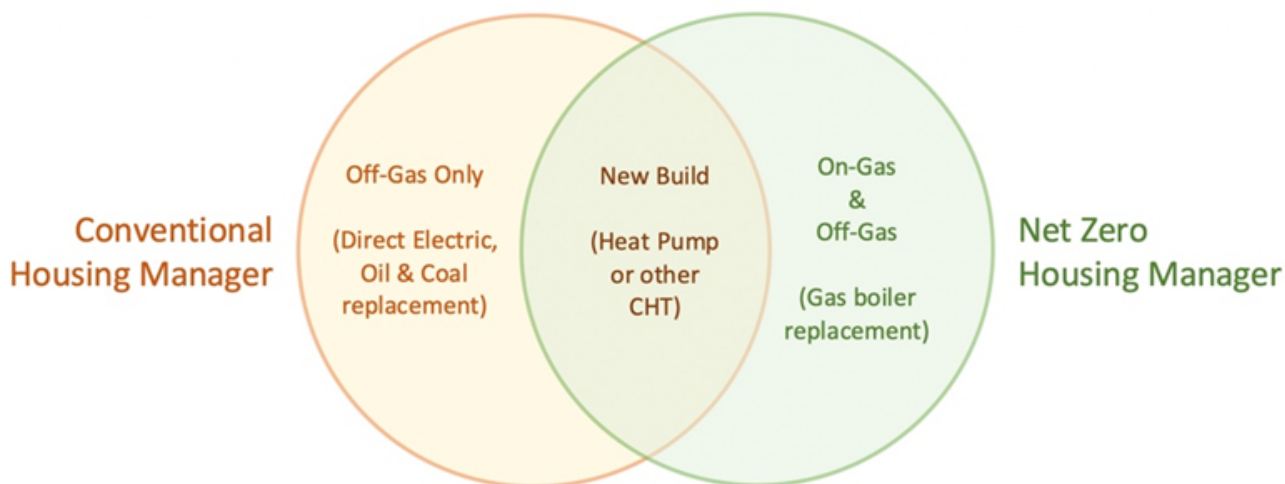 Conventional
Housing Manager
Off-Gas Only
(Direct Electric,
Oil & Coal
replacement)
New Build
(Heat Pump
or other
CHT)
On-Gas
&
Off-Gas
(Gas boiler
replacement)
Net Zero
Housing Manager